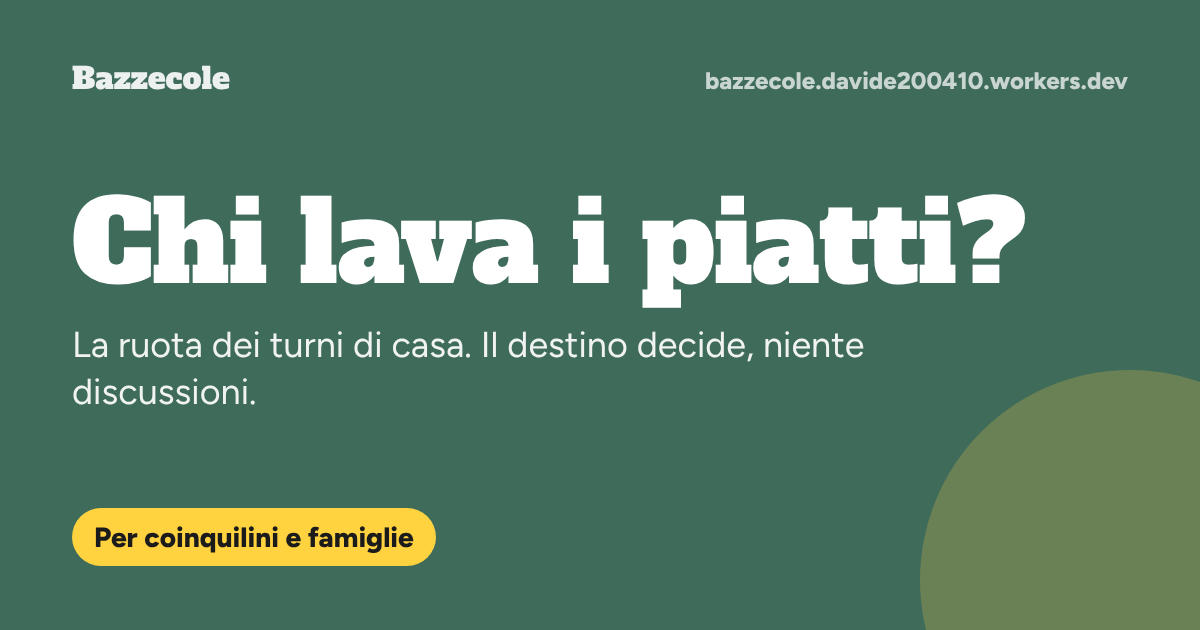 Bazzecole
bazzecole.davide200410.workers.dev
Chi lava i piatti?
La ruota dei turni di casa. Il destino decide, niente
discussioni.
Per coinquilini e famiglie